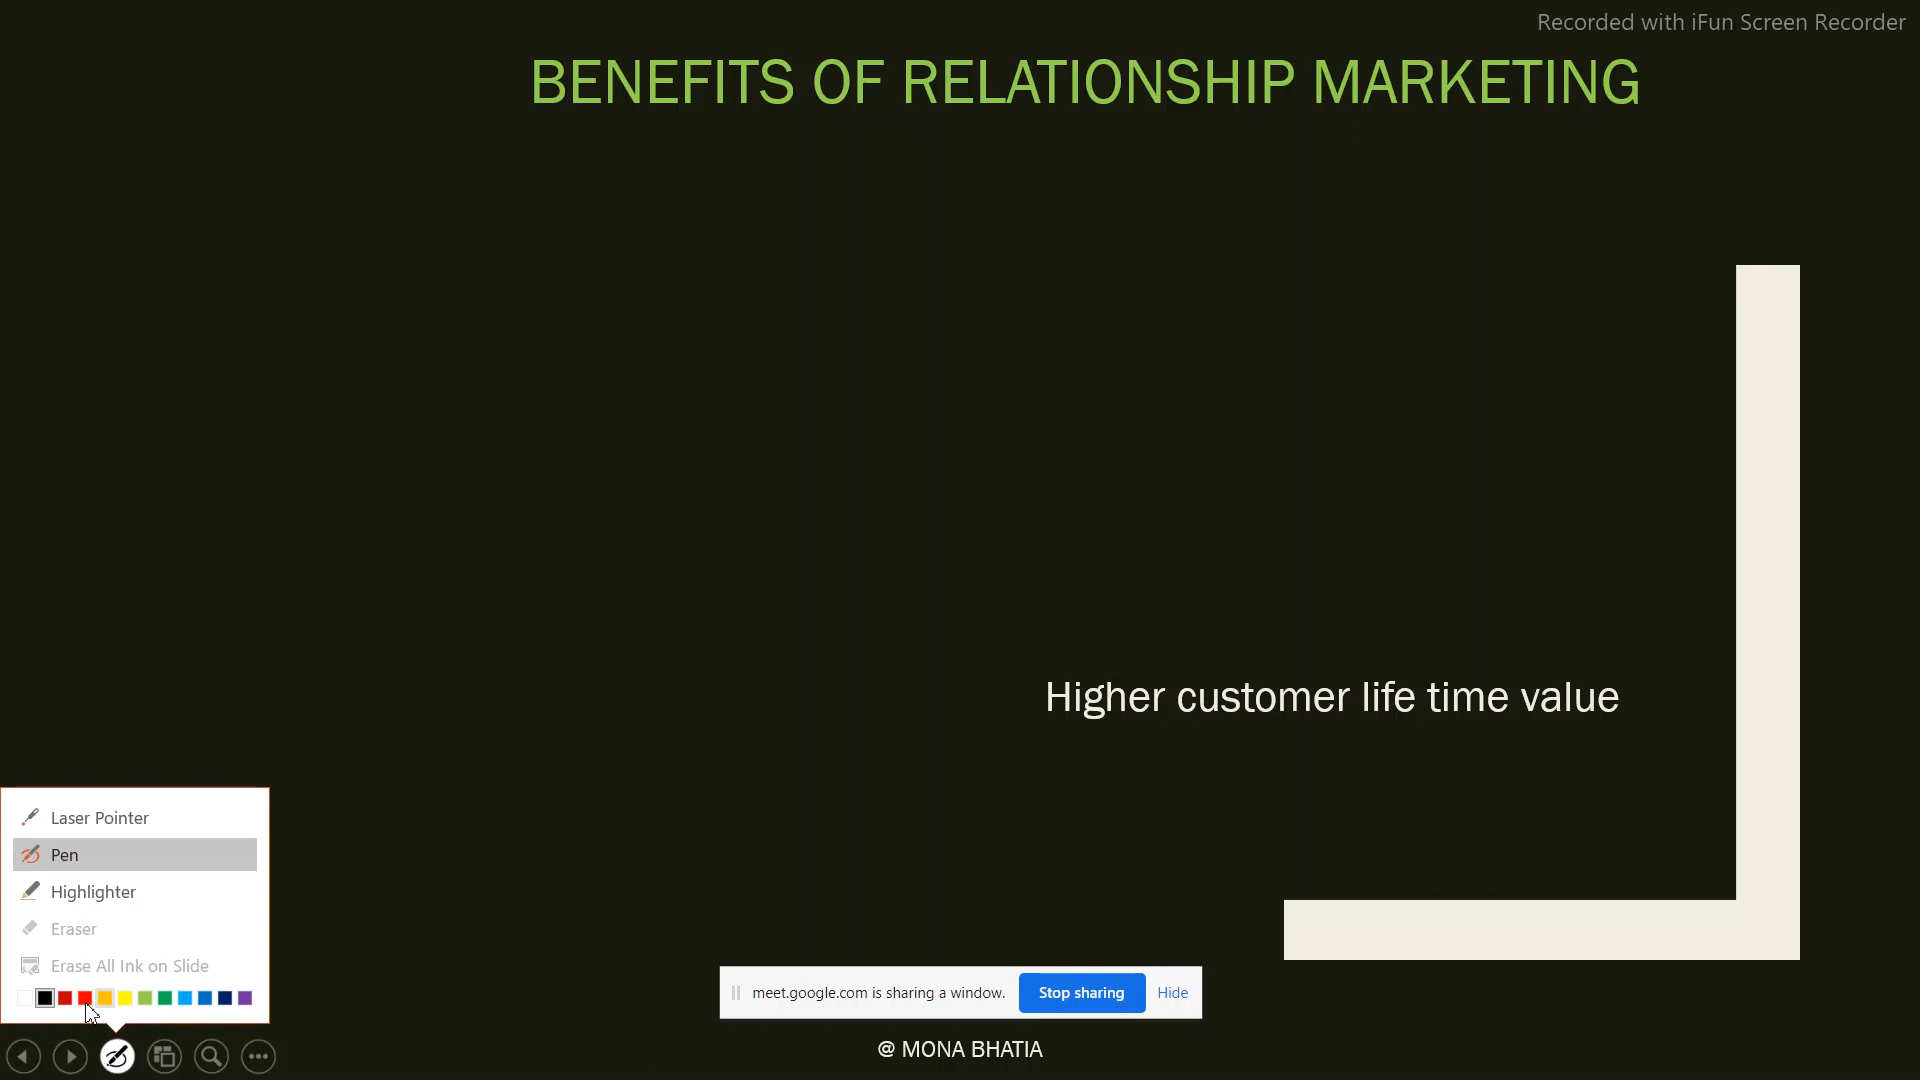 Recorded with iFun Screen Recorder
BENEFITS OF RELATIONSHIP MARKETING
Higher customer life time value
Laser Pointer
Pen
Highlighter
Eraser
Erase All Ink on Slide
meet.google.com is sharing a window. Stop sharing Hide
@ MONA BHATIA